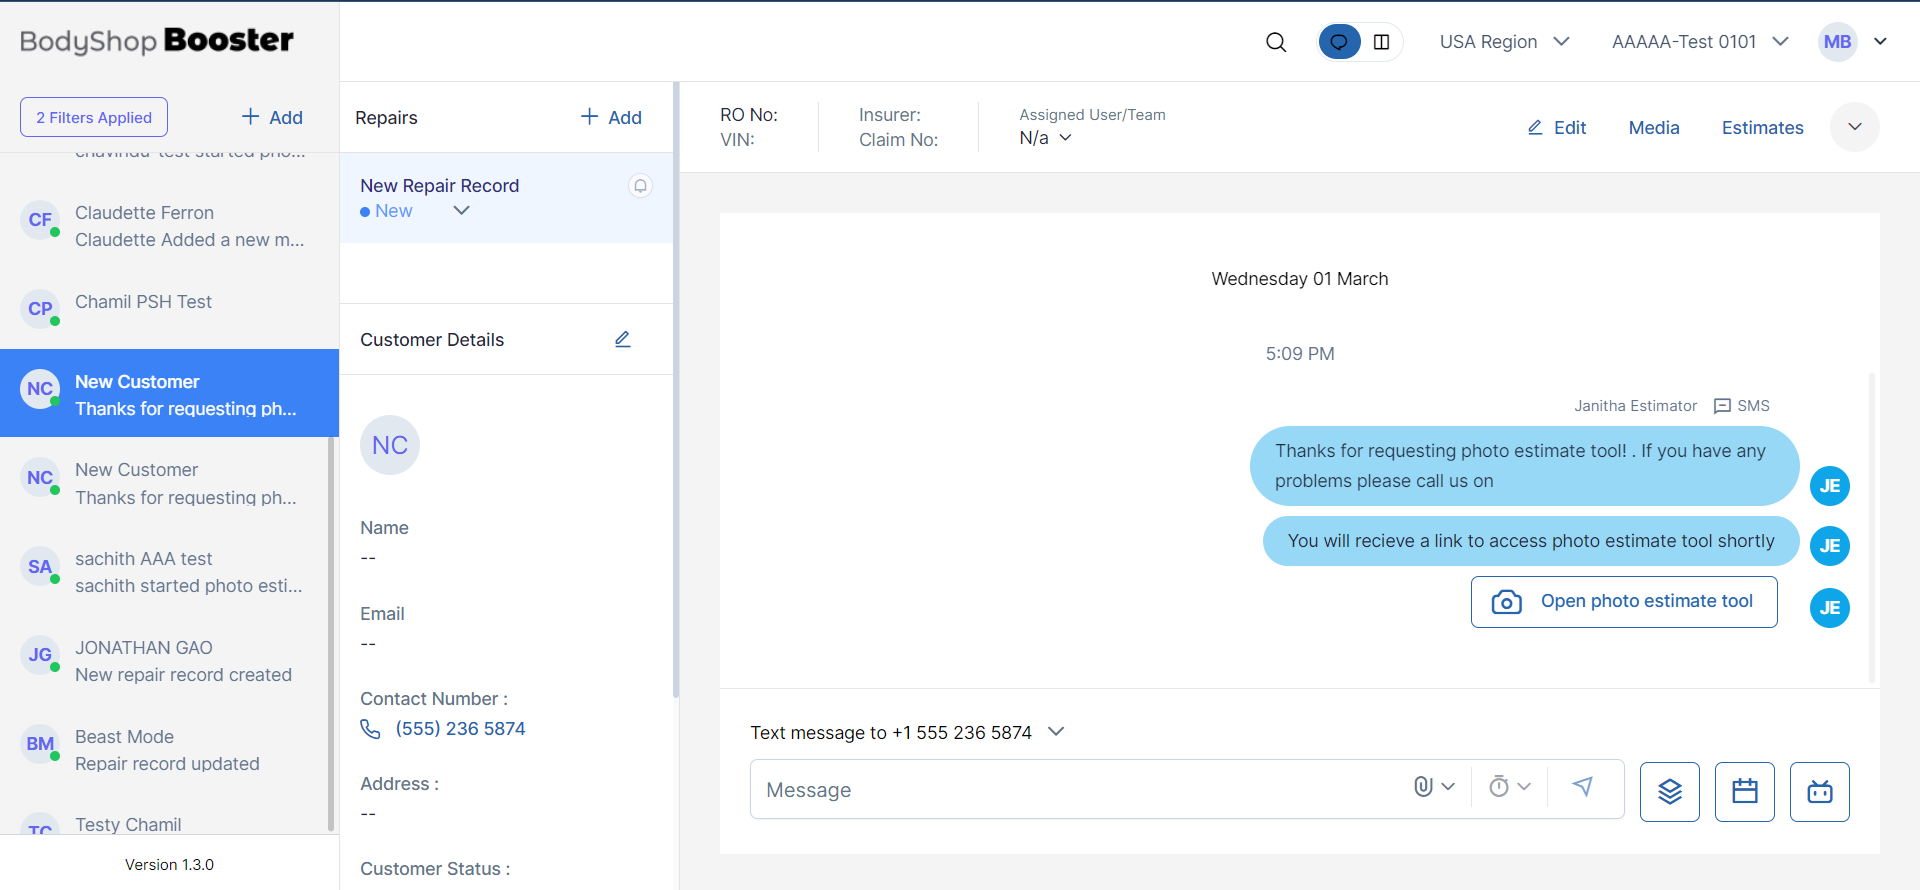 BodyShop Booster
USA Region
AAAAA-Test 0101
MB
2 Filters Applied
Add
chavindu-test started pho...
CF
Claudette Ferron
Claudette Added a new m...
CP
Chamil PSH Test
NC
New Customer
Thanks for requesting ph...
NC
New Customer
Thanks for requesting ph...
SA
sachith AAA test
sachith started photo esti...
JG
JONATHAN GAO
New repair record created
BM
Beast Mode
Repair record updated
TC
Testy Chamil
Version 1.3.0
Repairs
Add
New Repair Record
New
Customer Details
NC
Name
--
Email
--
Contact Number :
(555) 236 5874
Address :
--
Customer Status :
RO No:
VIN:
Insurer:
Claim No:
Assigned User/Team
N/a
Edit
Media
Estimates
Wednesday 01 March
5:09 PM
Janitha Estimator
SMS
Thanks for requesting photo estimate tool! . If you have any
problems please call us on
JE
You will recieve a link to access photo estimate tool shortly
JE
Open photo estimate tool
JE
Text message to +1 555 236 5874
Message